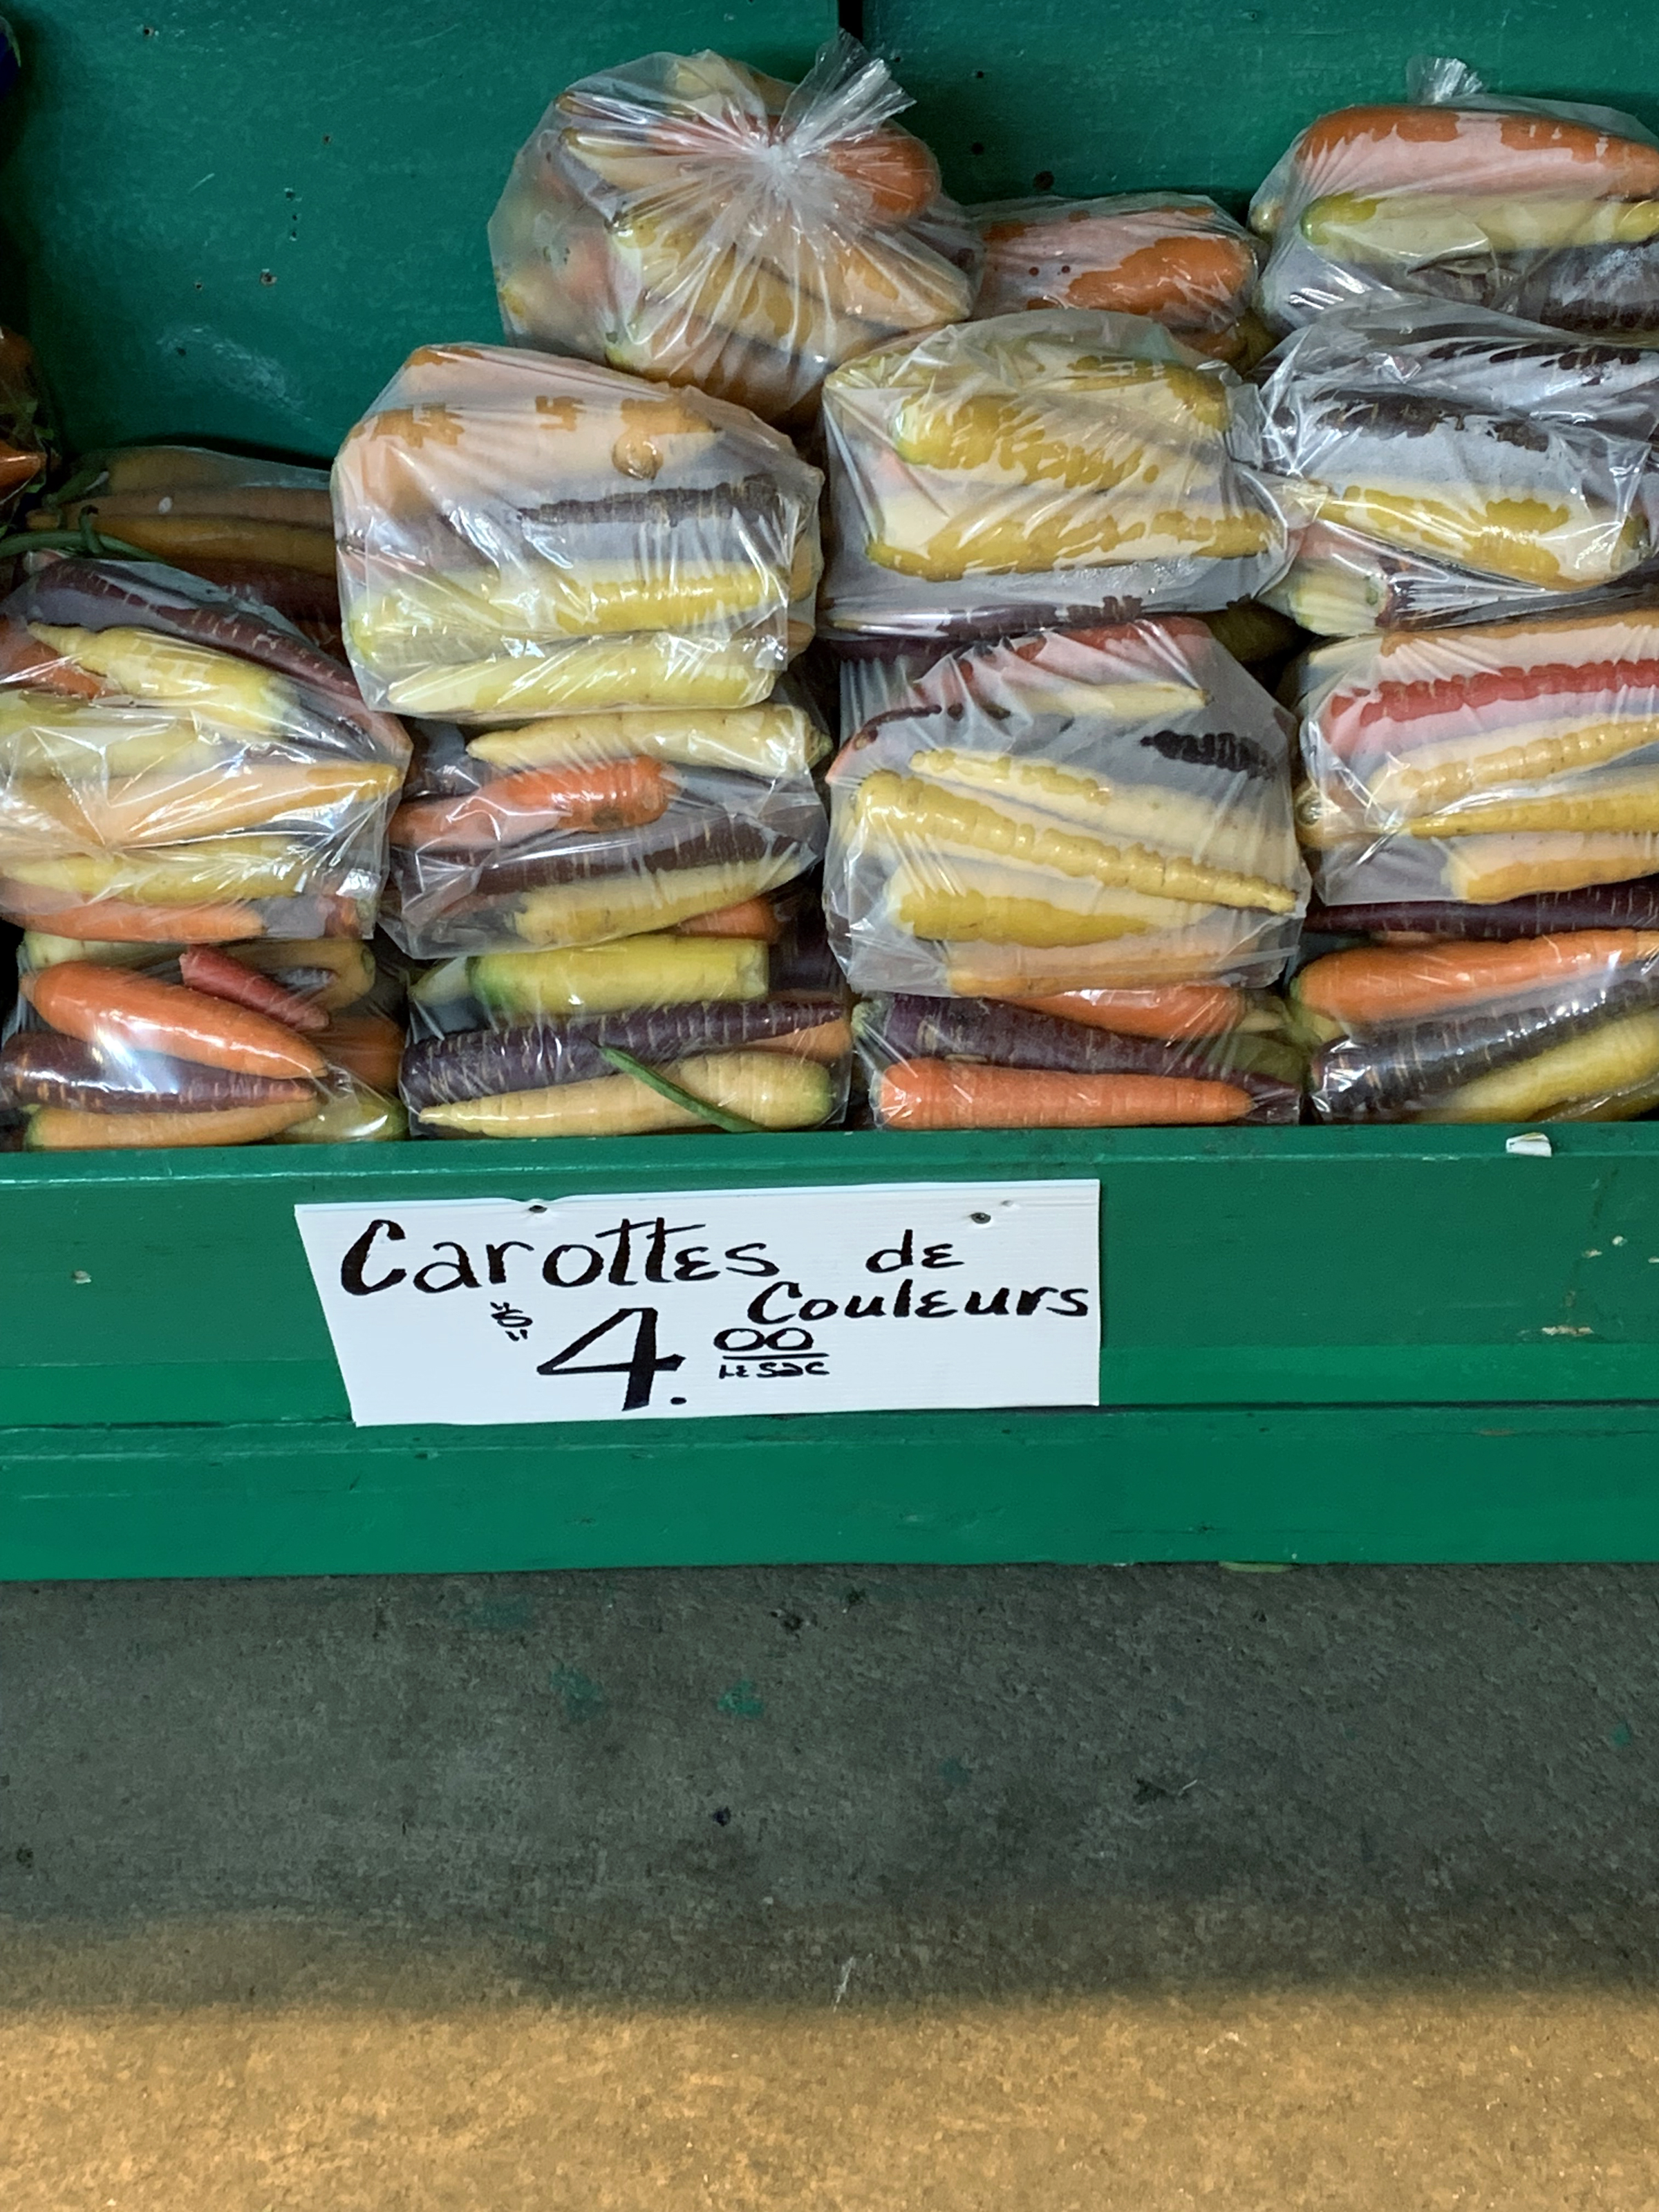 Carottes de
Couleurs
$4.00
le sac